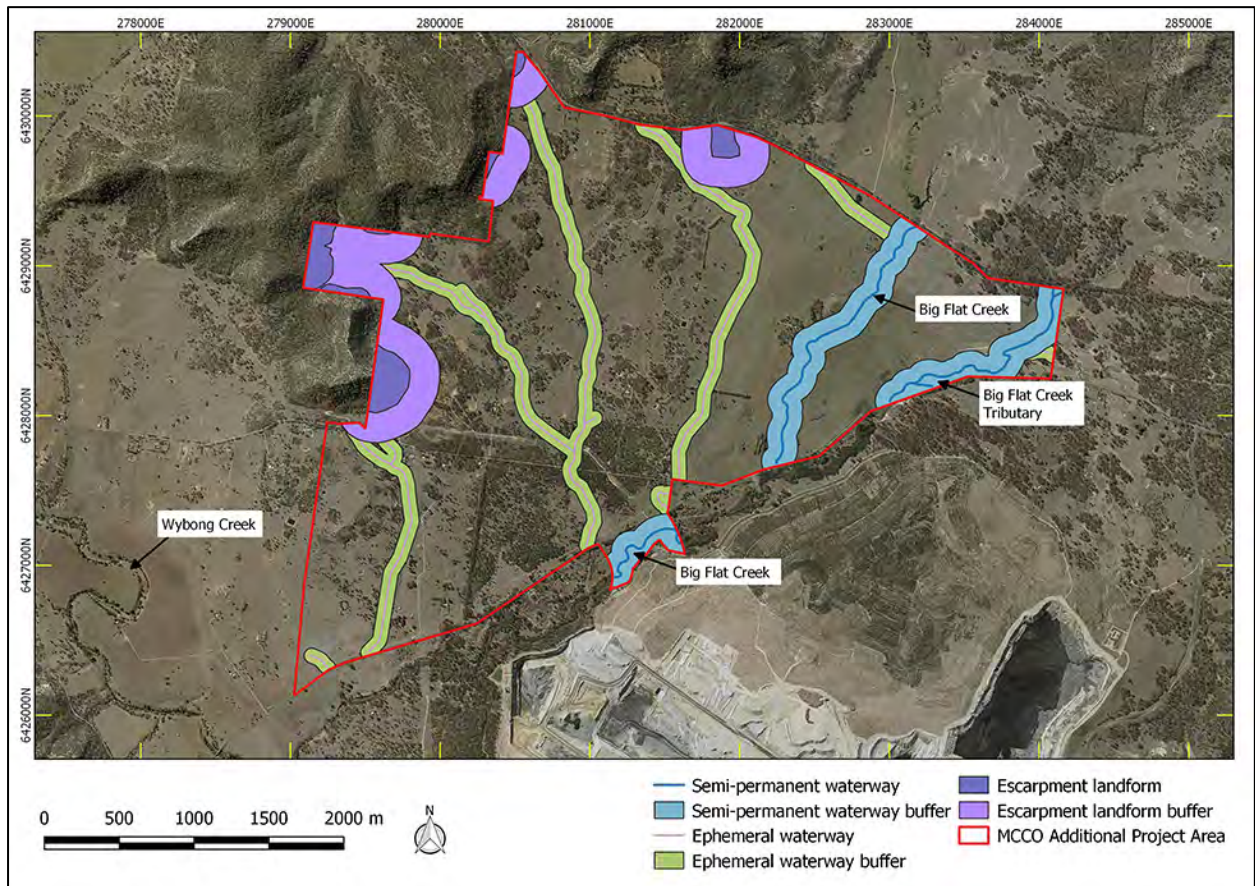 278000E 279000E 280000E 281000E 282000E 283000E 284000E 285000E
6430000N
6429000N
6428000N
6427000N
6426000N
Big Flat Creek
Big Flat Creek
Tributary
Wybong Creek
Big Flat Creek
0 500 1000 1500 2000 m
N
Semi-permanent waterway
Semi-permanent waterway buffer
Ephemeral waterway
Ephemeral waterway buffer
Escarpment landform
Escarpment landform buffer
MCCO Additional Project Area